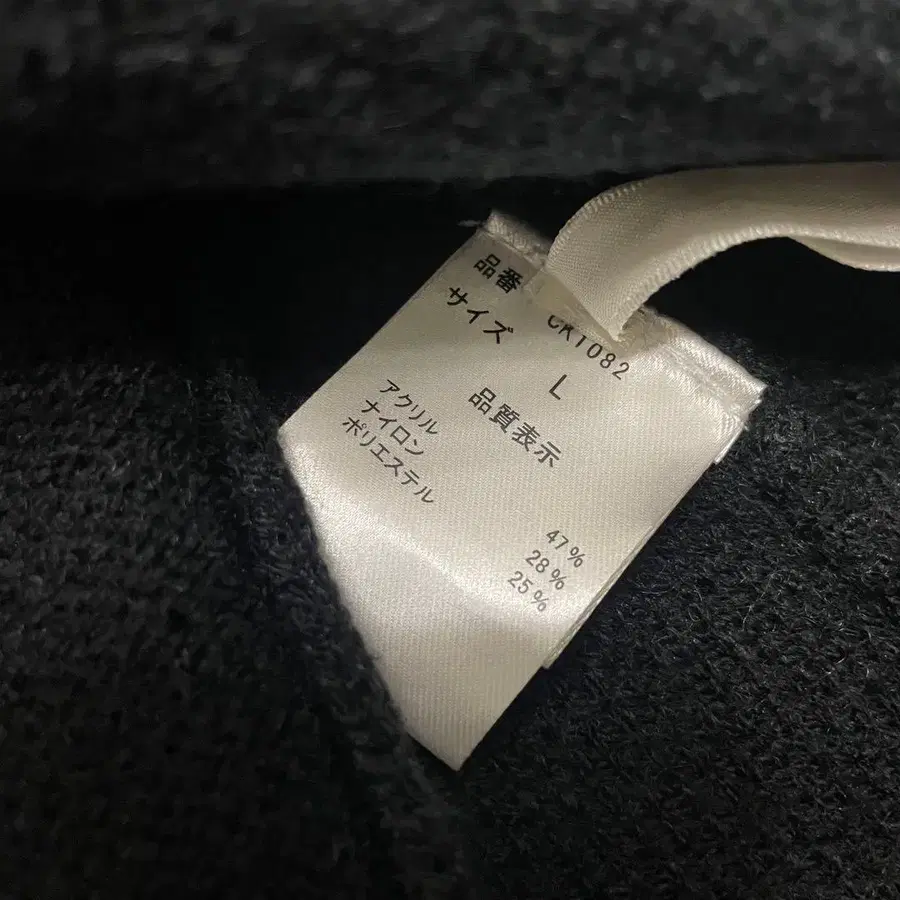 品番 CK1082
サイズ L
品質表示
アクリル 47%
ナイロン 28%
ポリエステル 25%